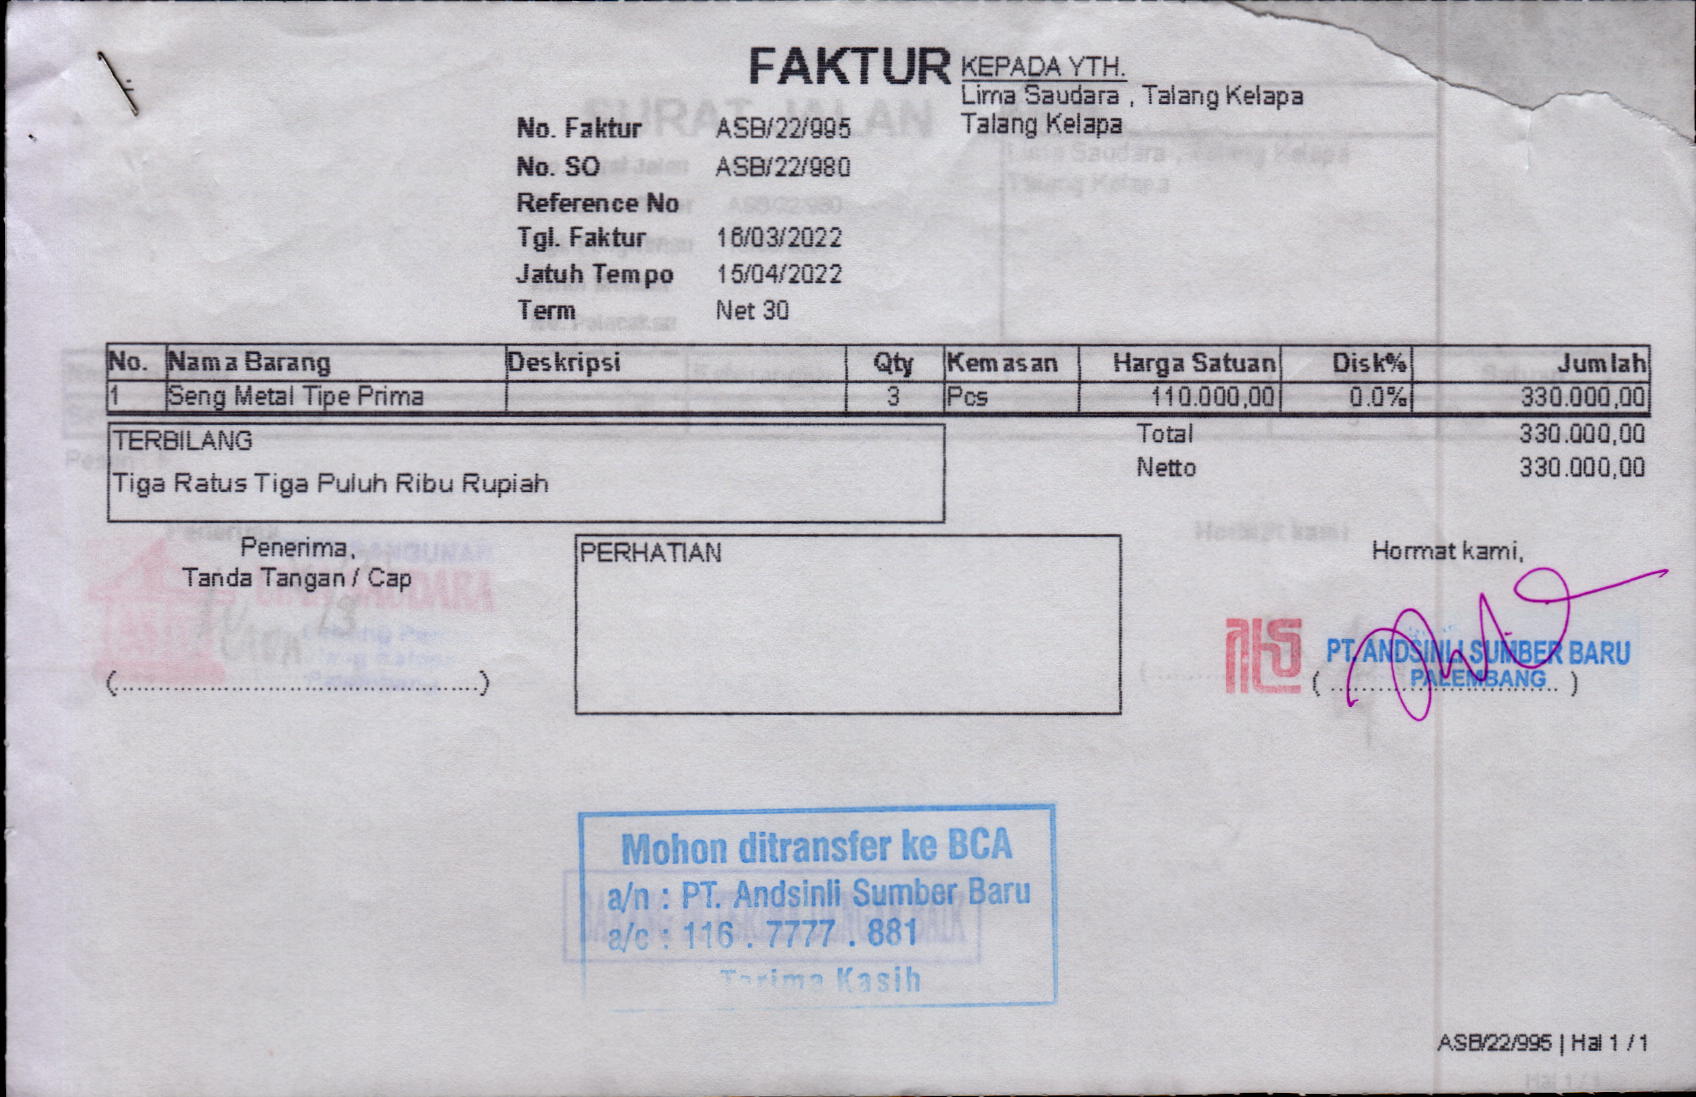 FAKTUR
KEPADA YTH.
Lima Saudara , Talang Kelapa
Talang Kelapa
No. Faktur ASB/22/995
No. SO ASB/22/980
Reference No
Tgl. Faktur 16/03/2022
Jatuh Tempo 15/04/2022
Term Net 30
No. Nama Barang Deskripsi Qty Kemasan Harga Satuan Disk% Jumlah
1 Seng Metal Tipe Prima 3 Pcs 110.000,00 0.0% 330.000,00
TERBILANG
Tiga Ratus Tiga Puluh Ribu Rupiah
Total 330.000,00
Netto 330.000,00
Penerima,
Tanda Tangan / Cap
(.....................................................)
PERHATIAN
Hormat kami,
PT. ANDSINLI SUMBER BARU
PALEMBANG
( .................................. )
Mohon ditransfer ke BCA
a/n : PT. Andsinli Sumber Baru
a/c : 116 . 7777 . 881
Terima Kasih
ASB/22/995 | Hal 1 / 1